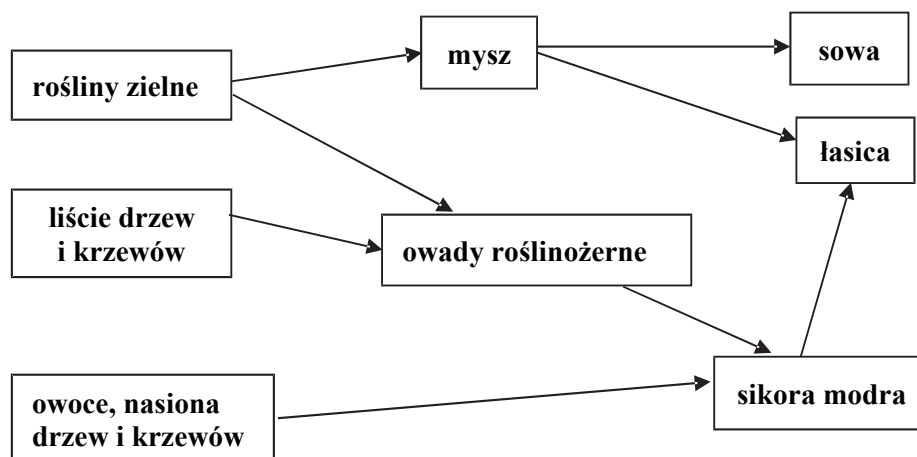 rośliny zielne
mysz
sowa
łasica
liście drzew
i krzewów
owady roślinożerne
sikora modra
owoce, nasiona
drzew i krzewów